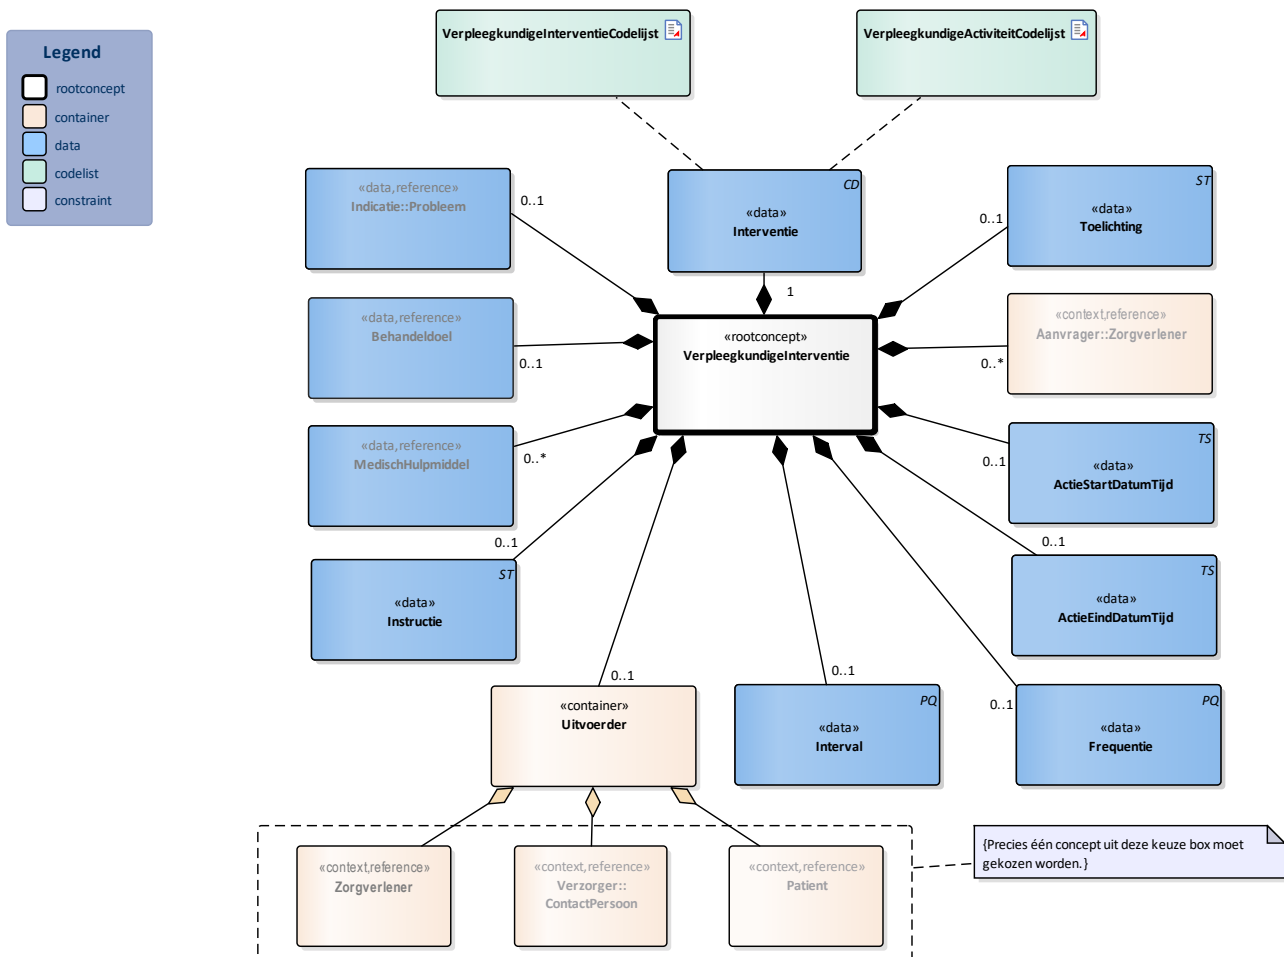 Legend
rootconcept
container
data
codelist
constraint
VerpleegkundigeInterventieCodelijst
VerpleegkundigeActiviteitCodelijst
«data,reference»
Indicatie::Probleem
0..1
CD
«data»
Interventie
1
ST
«data»
Toelichting
0..1
«data,reference»
Behandeldoel
0..1
«rootconcept»
VerpleegkundigeInterventie
«context,reference»
Aanvrager::Zorgverlener
0..*
«data,reference»
MedischHulpmiddel
0..*
TS
«data»
ActieStartDatumTijd
0..1
ST
«data»
Instructie
0..1
TS
«data»
ActieEindDatumTijd
0..1
«container»
Uitvoerder
0..1
PQ
«data»
Interval
0..1
PQ
«data»
Frequentie
0..1
«context,reference»
Zorgverlener
«context,reference»
Verzorger::
ContactPersoon
«context,reference»
Patient
{Precies één concept uit deze keuze box moet
gekozen worden.}